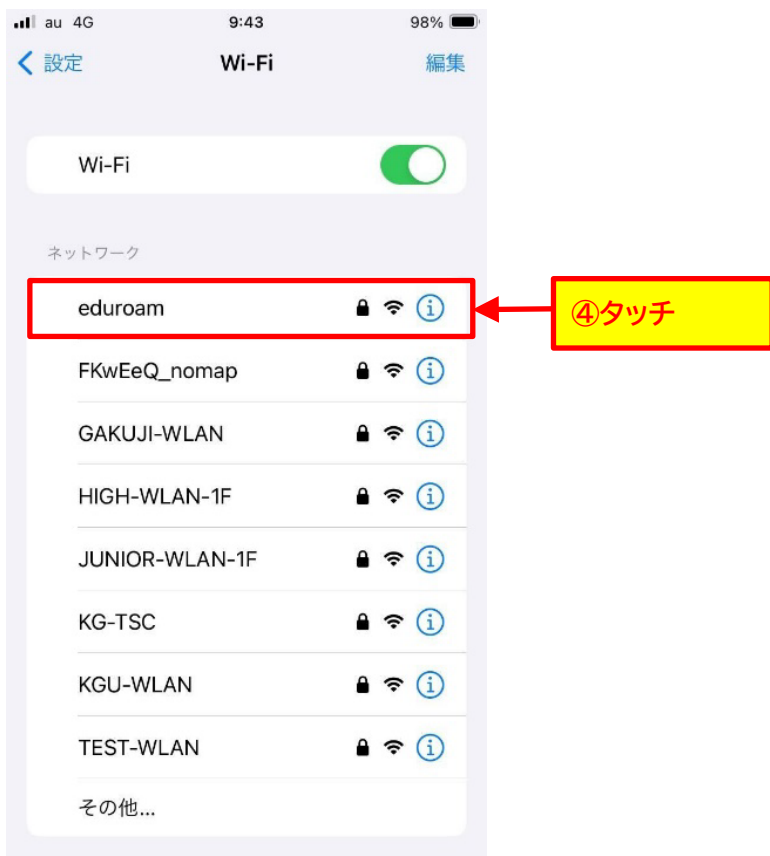 au 4G 9:43 98%
設定 Wi-Fi 編集
Wi-Fi
ネットワーク
eduroam
④タッチ
FKwEeQ_nomap
GAKUJI-WLAN
HIGH-WLAN-1F
JUNIOR-WLAN-1F
KG-TSC
KGU-WLAN
TEST-WLAN
その他...